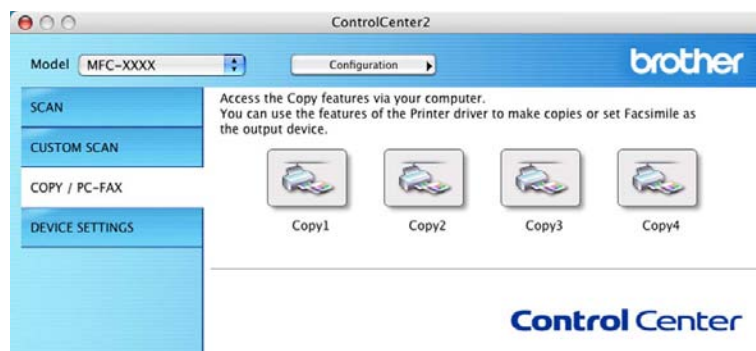 ControlCenter2
Model MFC-XXXX Configuration
brother
SCAN
CUSTOM SCAN
COPY / PC-FAX
DEVICE SETTINGS
Access the Copy features via your computer.
You can use the features of the Printer driver to make copies or set Facsimile as
the output device.
Copy1 Copy2 Copy3 Copy4
Control Center